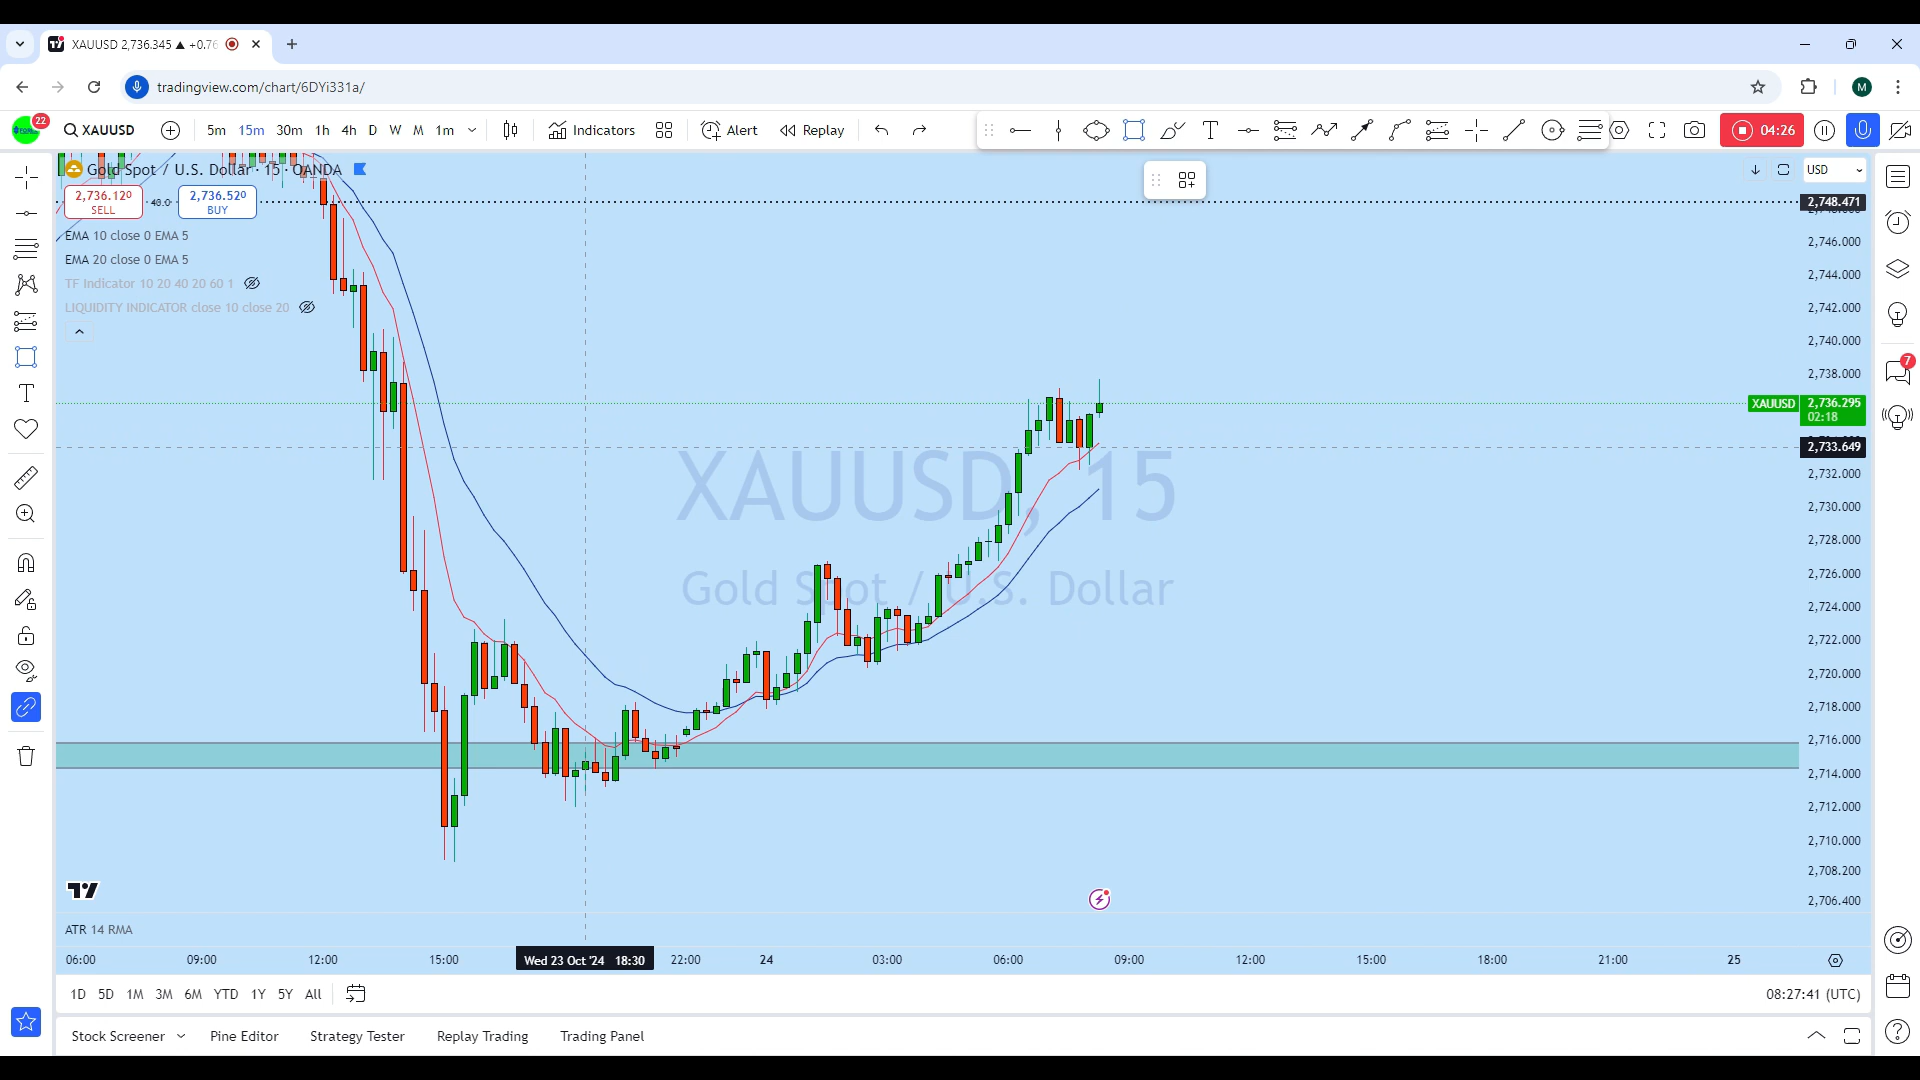 XAUUSD 2,736.345 ▲ +0.76
tradingview.com/chart/6DYi331a/
22
XAUUSD
5m 15m 30m 1h 4h D W M 1m
Indicators
Alert
Replay
04:26
Gold Spot / U.S. Dollar · 15 · OANDA
USD
2,736.120
SELL
40.0
2,736.520
BUY
2,748.471
EMA 10 close 0 EMA 5
EMA 20 close 0 EMA 5
TF Indicator 10 20 40 20 60 1
LIQUIDITY INDICATOR close 10 close 20
2,746.000
2,744.000
2,742.000
2,740.000
2,738.000
XAUUSD 2,736.295
02:18
2,733.649
2,732.000
2,730.000
2,728.000
2,726.000
2,724.000
2,722.000
2,720.000
2,718.000
2,716.000
2,714.000
2,712.000
2,710.000
2,708.200
2,706.400
7
M
XAUUSD, 15
Gold Spot / U.S. Dollar
ATR 14 RMA
06:00 09:00 12:00 15:00 Wed 23 Oct '24 18:30 22:00 24 03:00 06:00 09:00 12:00 15:00 18:00 21:00 25
1D 5D 1M 3M 6M YTD 1Y 5Y All
08:27:41 (UTC)
Stock Screener Pine Editor Strategy Tester Replay Trading Trading Panel